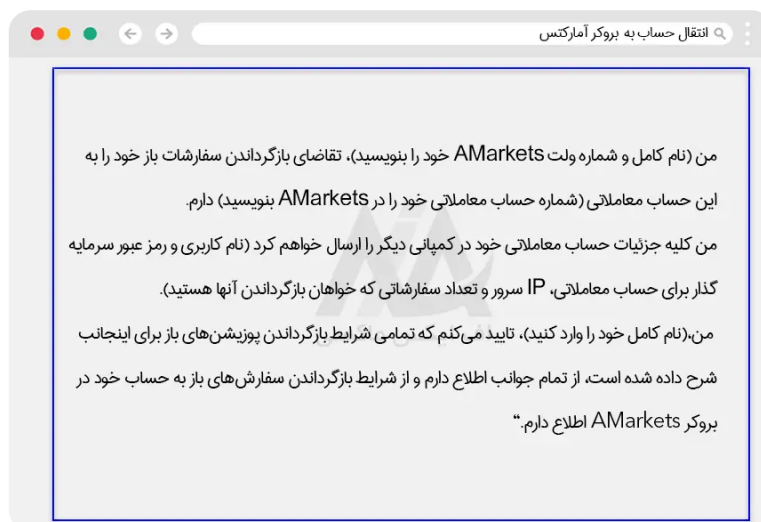 انتقال حساب به بروکر آمارکتس
من (نام کامل و شماره ولت AMarkets خود را بنویسید)، تقاضای بازگرداندن سفارشات باز خود را به
این حساب معاملاتی (شماره حساب معاملاتی خود را در AMarkets بنویسید) دارم.
من کلیه جزئیات حساب معاملاتی خود در کمپانی دیگر را ارسال خواهم کرد (نام کاربری و رمز عبور سرمایه
گذار برای حساب معاملاتی، IP سرور و تعداد سفارشاتی که خواهان بازگرداندن آنها هستید).
من،(نام کامل خود را وارد کنید)، تایید می‌کنم که تمامی شرایط بازگرداندن پوزیشن‌های باز برای اینجانب
شرح داده شده است، از تمام جوانب اطلاع دارم و از شرایط بازگرداندن سفارش‌های باز به حساب خود در
بروکر AMarkets اطلاع دارم.“